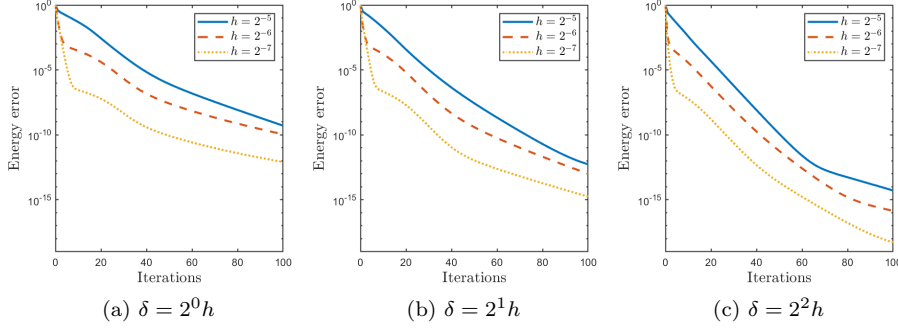 10^0
10^-5
10^-10
10^-15
Energy error
h = 2^-5
h = 2^-6
h = 2^-7
0 20 40 60 80 100
Iterations
(a) δ = 2^0h
10^0
10^-5
10^-10
10^-15
Energy error
h = 2^-5
h = 2^-6
h = 2^-7
0 20 40 60 80 100
Iterations
(b) δ = 2^1h
10^0
10^-5
10^-10
10^-15
Energy error
h = 2^-5
h = 2^-6
h = 2^-7
0 20 40 60 80 100
Iterations
(c) δ = 2^2h